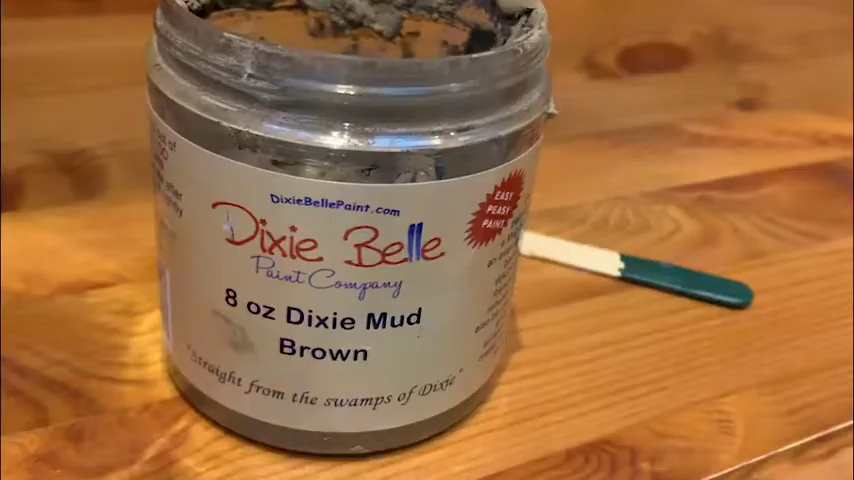 DixieBellePaint.com
Dixie Belle
Paint Company
EASY
PEASY
PAINT
8 oz Dixie Mud
Brown
"Straight from the swamps of Dixie"